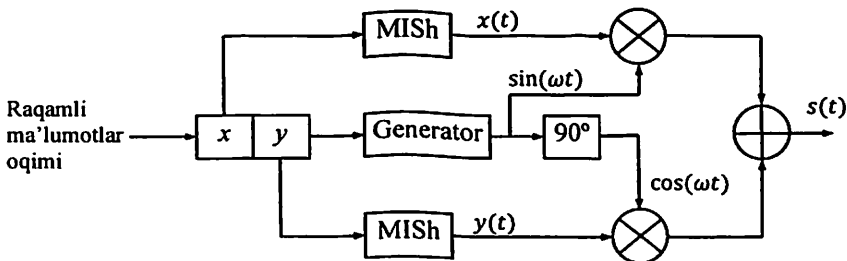 MISh
x(t)
sin(ωt)
Raqamli
ma'lumotlar
oqimi
x y
Generator
90°
s(t)
cos(ωt)
MISh
y(t)